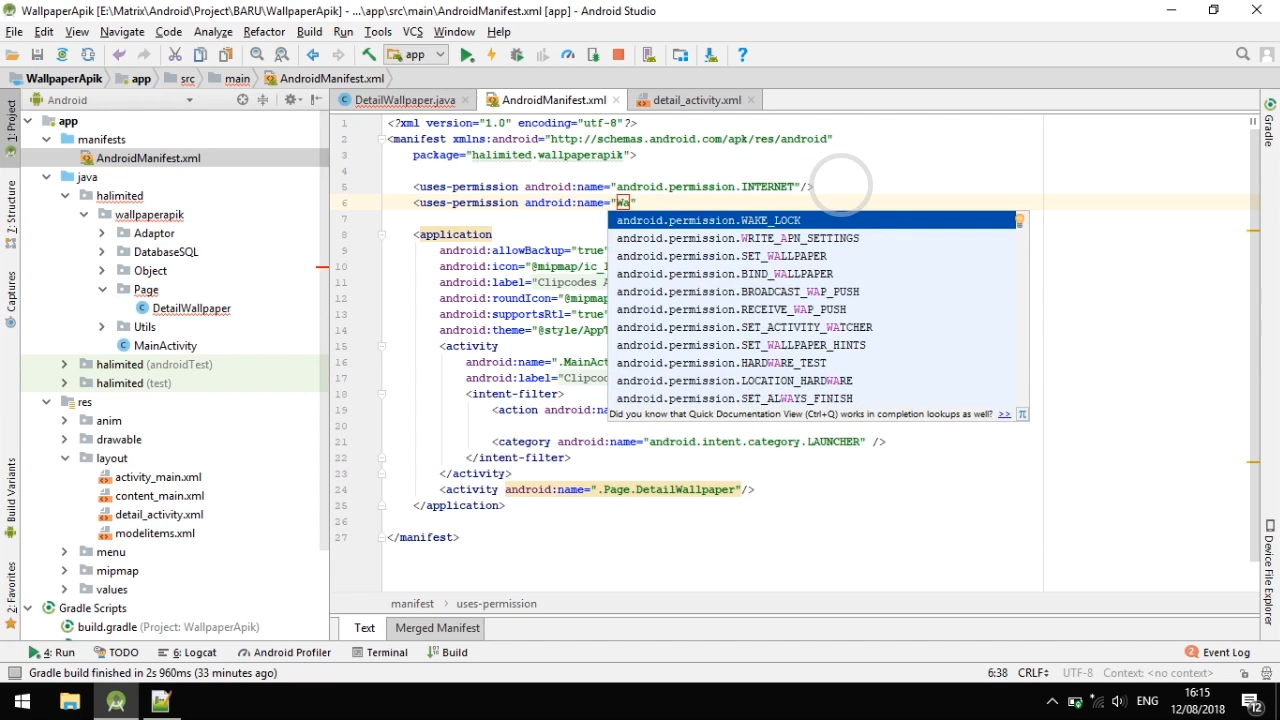 WallpaperApik [E:\Matrix\Android\Project\BARU\WallpaperApik] - ...\app\src\main\AndroidManifest.xml [app] - Android Studio
File Edit View Navigate Code Analyze Refactor Build Run Tools VCS Window Help
app
WallpaperApik app src main AndroidManifest.xml
1: Project
Z: Structure
Captures
Build Variants
2: Favorites
Android
app
manifests
AndroidManifest.xml
java
halimited
wallpaperapik
Adaptor
DatabaseSQL
Object
Page
DetailWallpaper
Utils
MainActivity
halimited (androidTest)
halimited (test)
res
anim
drawable
layout
activity_main.xml
content_main.xml
detail_activity.xml
modelitems.xml
menu
mipmap
values
Gradle Scripts
build.gradle (Project: WallpaperApik)
DetailWallpaper.java AndroidManifest.xml detail_activity.xml
1 <?xml version="1.0" encoding="utf-8"?>
2 <manifest xmlns:android="http://schemas.android.com/apk/res/android"
3 package="halimited.wallpaperapik">
4
5 <uses-permission android:name="android.permission.INTERNET"/>
6 <uses-permission android:name="Wa"
7
8 <application
9 android:allowBackup="true"
10 android:icon="@mipmap/ic_l
11 android:label="Clipcodes A
12 android:roundIcon="@mipmap
13 android:supportsRtl="true"
14 android:theme="@style/AppT
15 <activity
16 android:name=".MainAct
17 android:label="Clipcod
18 <intent-filter>
19 <action android:na
20
21 <category android:name="android.intent.category.LAUNCHER" />
22 </intent-filter>
23 </activity>
24 <activity android:name=".Page.DetailWallpaper"/>
25 </application>
26
27 </manifest>
android.permission.WAKE_LOCK
android.permission.WRITE_APN_SETTINGS
android.permission.SET_WALLPAPER
android.permission.BIND_WALLPAPER
android.permission.BROADCAST_WAP_PUSH
android.permission.RECEIVE_WAP_PUSH
android.permission.SET_ACTIVITY_WATCHER
android.permission.SET_WALLPAPER_HINTS
android.permission.HARDWARE_TEST
android.permission.LOCATION_HARDWARE
android.permission.SET_ALWAYS_FINISH
Did you know that Quick Documentation View (Ctrl+Q) works in completion lookups as well? >> π
manifest › uses-permission
Text Merged Manifest
Gradle
Device File Explorer
4: Run TODO 6: Logcat Android Profiler Terminal Build 2 Event Log
Gradle build finished in 2s 960ms (33 minutes ago) 6:38 CRLF UTF-8 Context: <no context>
ENG 16:15 12/08/2018 12